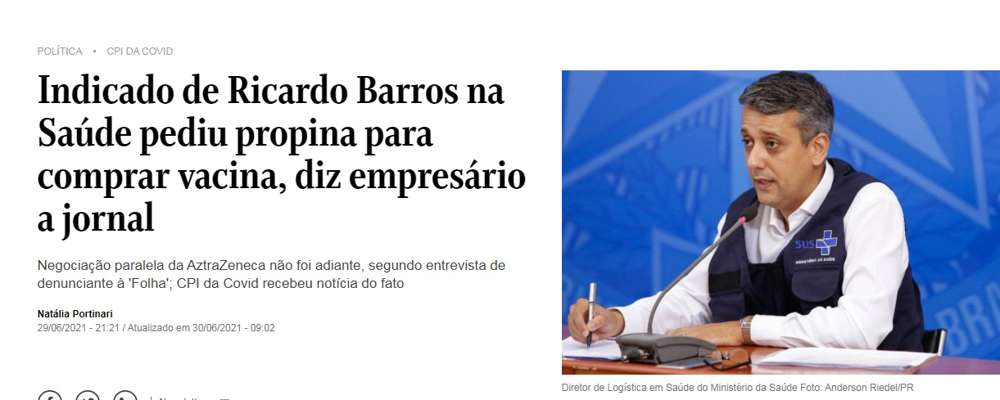 POLÍTICA • CPI DA COVID
Indicado de Ricardo Barros na
Saúde pediu propina para
comprar vacina, diz empresário
a jornal
Negociação paralela da AztraZeneca não foi adiante, segundo entrevista de
denunciante à 'Folha'; CPI da Covid recebeu notícia do fato
Natália Portinari
29/06/2021 - 21:21 / Atualizado em 30/06/2021 - 09:02
SUS
MINISTÉRIO DA SAÚDE
BRA
Diretor de Logística em Saúde do Ministério da Saúde Foto: Anderson Riedel/PR